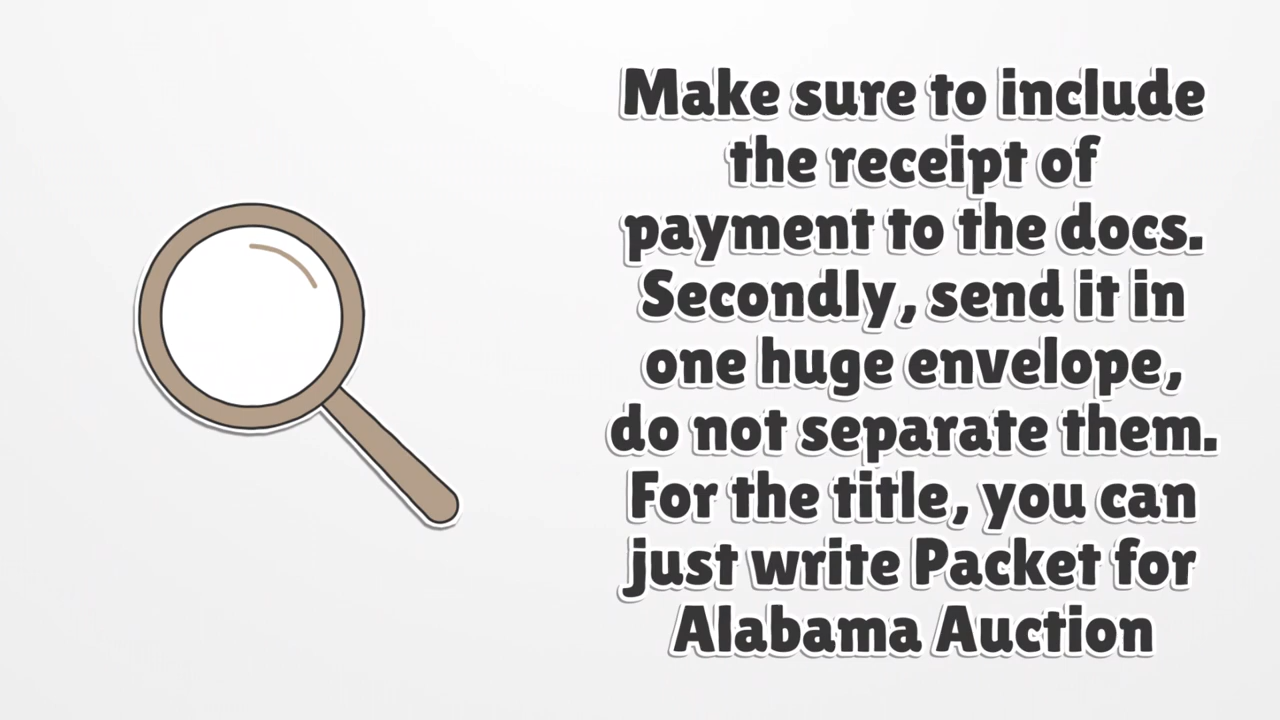 Make sure to include
the receipt of
payment to the docs.
Secondly, send it in
one huge envelope,
do not separate them.
For the title, you can
just write Packet for
Alabama Auction